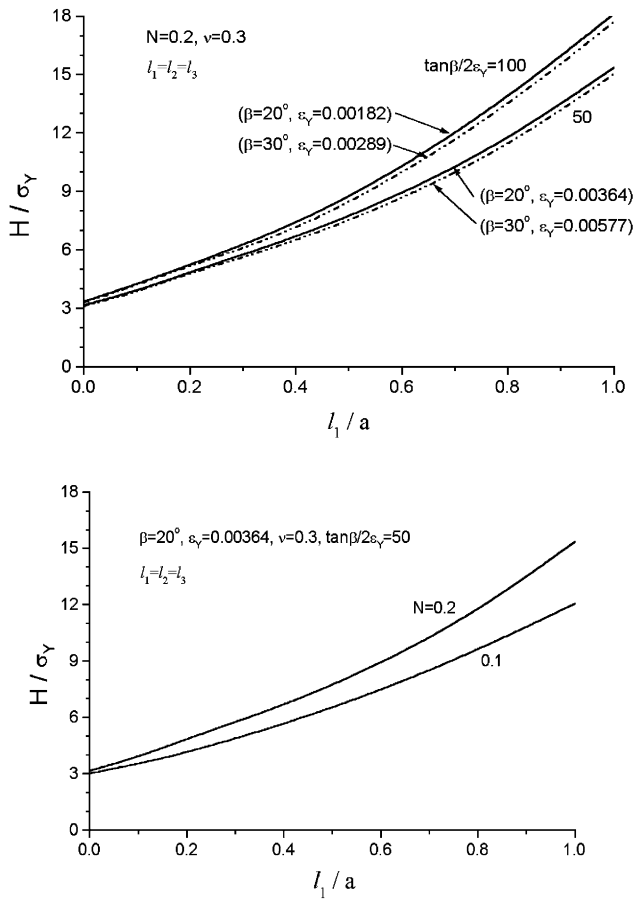 18
N=0.2, ν=0.3
l₁=l₂=l₃
tanβ/2εY=100
15
(β=20°, εY=0.00182)
(β=30°, εY=0.00289)
50
12
H / σY
9
(β=20°, εY=0.00364)
(β=30°, εY=0.00577)
6
3
0
0.0 0.2 0.4 0.6 0.8 1.0
l₁ / a
18
β=20°, εY=0.00364, ν=0.3, tanβ/2εY=50
15
l₁=l₂=l₃
12
N=0.2
0.1
H / σY
9
6
3
0
0.0 0.2 0.4 0.6 0.8 1.0
l₁ / a